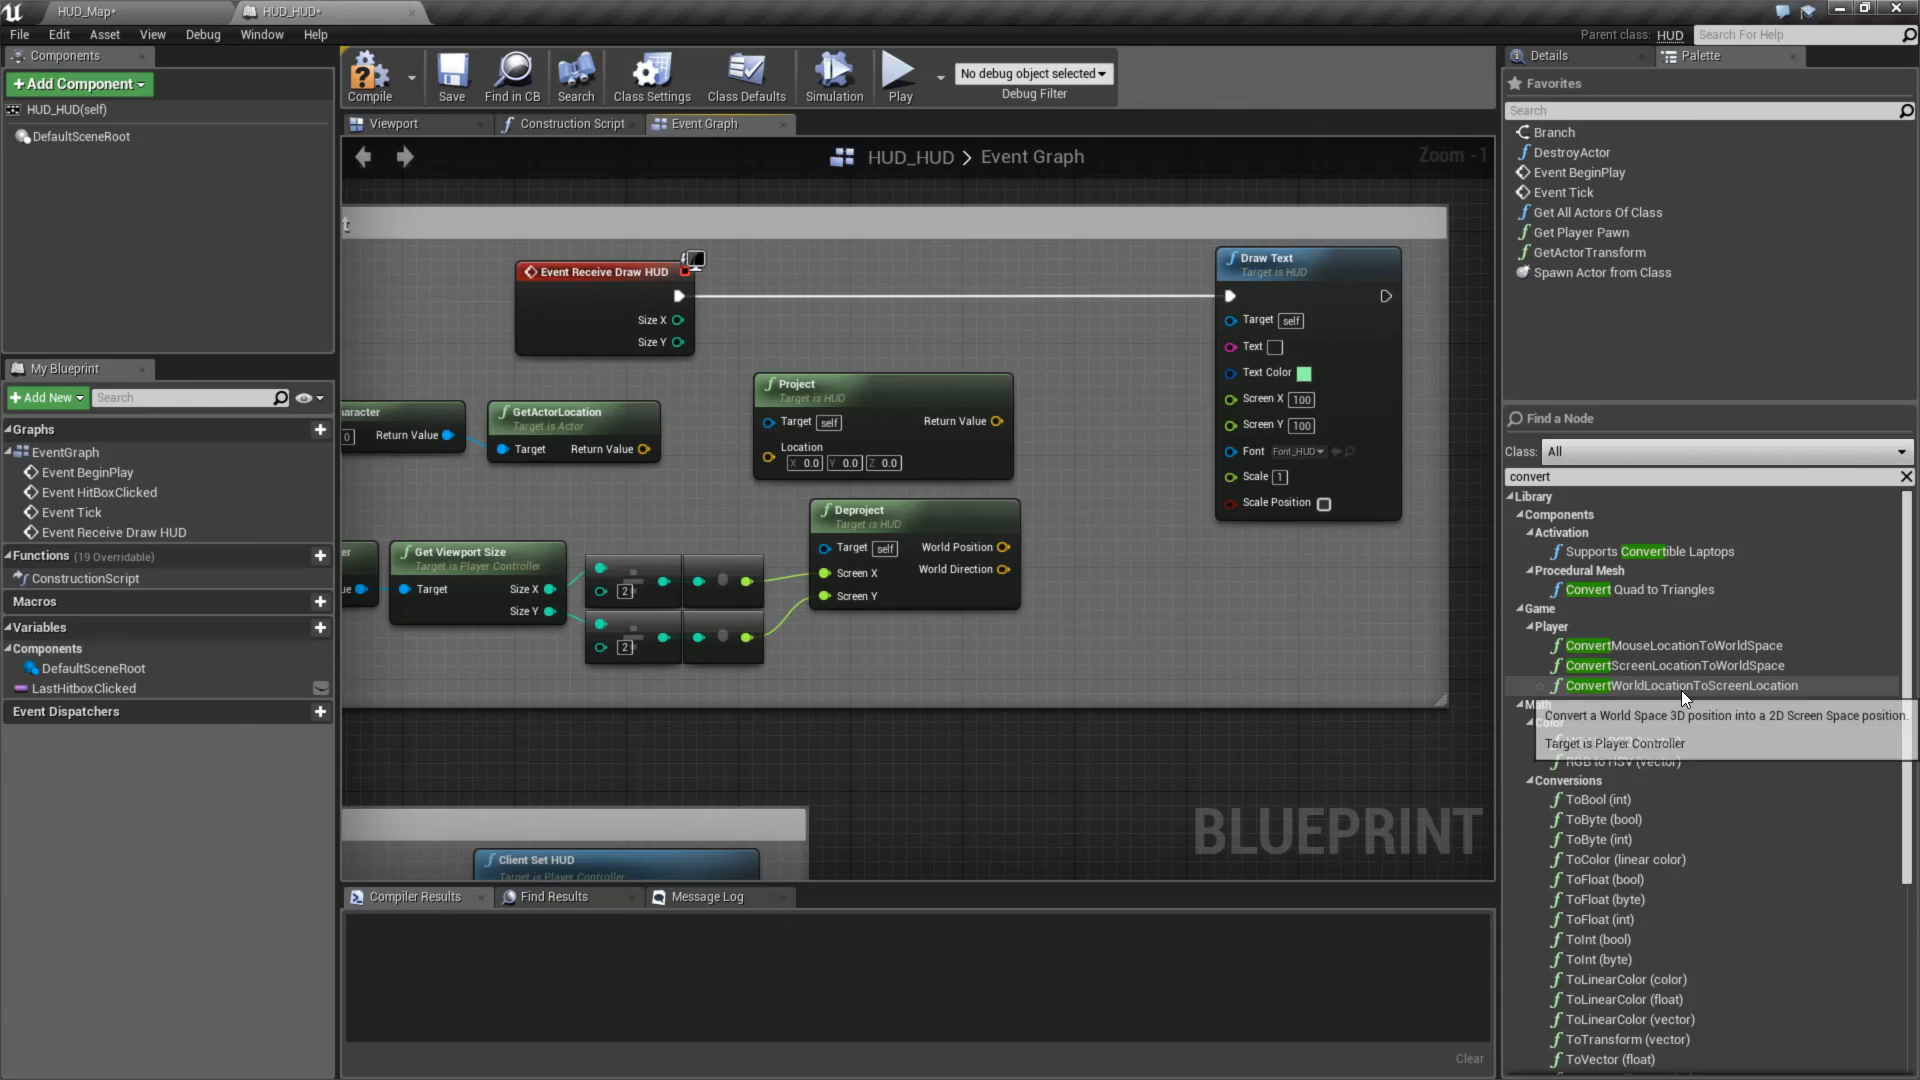 HUD_Map*
HUD_HUD*
File Edit Asset View Debug Window Help
Parent class: HUD
Search For Help
Components
+Add Component
HUD_HUD(self)
DefaultSceneRoot
Compile
Save
Find in CB
Search
Class Settings
Class Defaults
Simulation
Play
No debug object selected
Debug Filter
Viewport
Construction Script
Event Graph
HUD_HUD > Event Graph
Zoom -1
t
Event Receive Draw HUD
Size X
Size Y
Draw Text
Target is HUD
Target self
Text
Text Color
Screen X 100
Screen Y 100
Font Font_HUD
Scale 1
Scale Position
Project
Target is HUD
Target self
Return Value
Location
X 0.0 Y 0.0 Z 0.0
aracter
0 Return Value
GetActorLocation
Target is Actor
Target Return Value
er
ue
Get Viewport Size
Target is Player Controller
Target Size X
Size Y
2
2
Deproject
Target is HUD
Target self World Position
World Direction
Screen X
Screen Y
Client Set HUD
Target is Player Controller
BLUEPRINT
My Blueprint
+Add New
Search
Graphs
EventGraph
Event BeginPlay
Event HitBoxClicked
Event Tick
Event Receive Draw HUD
Functions (19 Overridable)
ConstructionScript
Macros
Variables
Components
DefaultSceneRoot
LastHitboxClicked
Event Dispatchers
Compiler Results
Find Results
Message Log
Clear
Details
Palette
Favorites
Search
Branch
DestroyActor
Event BeginPlay
Event Tick
Get All Actors Of Class
Get Player Pawn
GetActorTransform
Spawn Actor from Class
Find a Node
Class: All
convert
Library
Components
Activation
Supports Convertible Laptops
Procedural Mesh
Convert Quad to Triangles
Game
Player
ConvertMouseLocationToWorldSpace
ConvertScreenLocationToWorldSpace
ConvertWorldLocationToScreenLocation
Math
Color
Convert a World Space 3D position into a 2D Screen Space position.
Target is Player Controller
RGB to HSV (vector)
Conversions
ToBool (int)
ToByte (bool)
ToByte (int)
ToColor (linear color)
ToFloat (bool)
ToFloat (byte)
ToFloat (int)
ToInt (bool)
ToInt (byte)
ToLinearColor (color)
ToLinearColor (float)
ToLinearColor (vector)
ToTransform (vector)
ToVector (float)